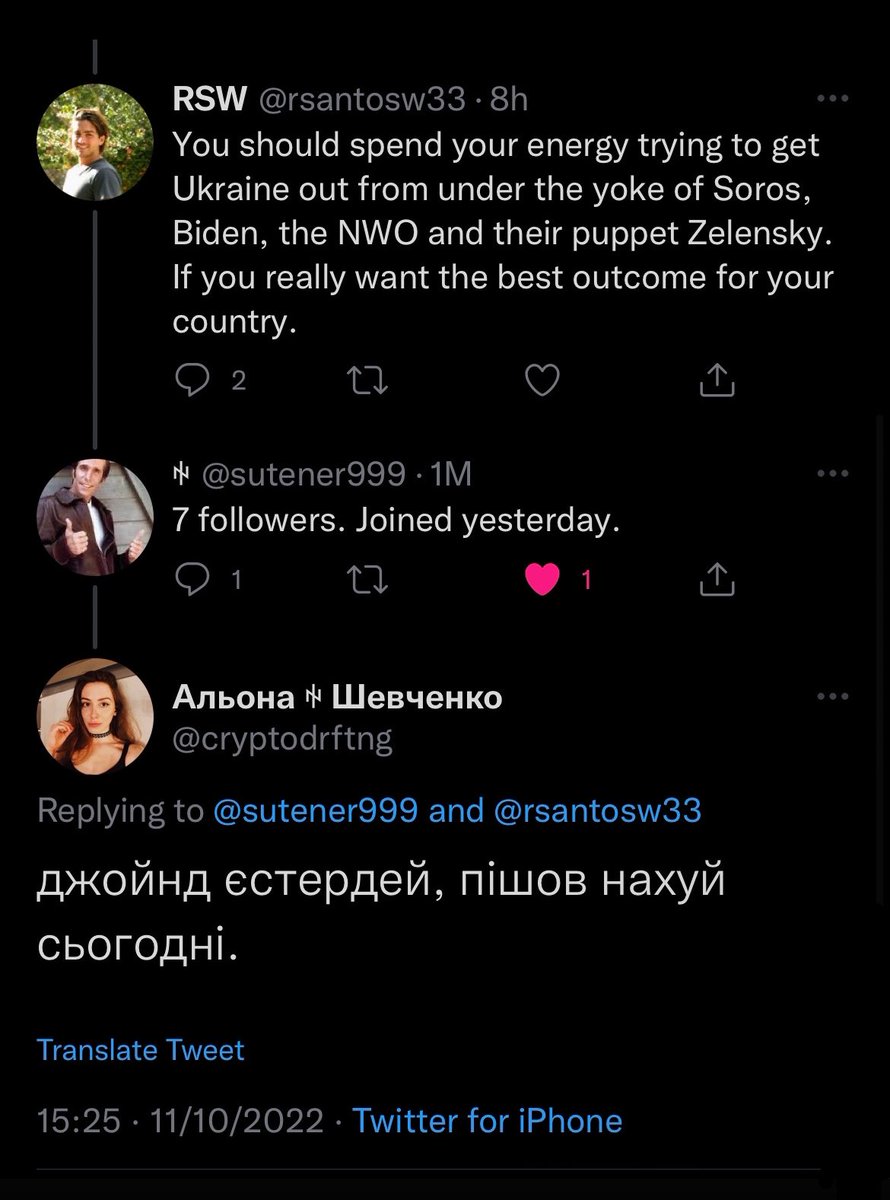 RSW @rsantosw33 · 8h
You should spend your energy trying to get
Ukraine out from under the yoke of Soros,
Biden, the NWO and their puppet Zelensky.
If you really want the best outcome for your
country.
2
@sutener999 · 1M
7 followers. Joined yesterday.
1 1
Альона Шевченко
@cryptodrftng
Replying to @sutener999 and @rsantosw33
джойнд єстердей, пішов нахуй
сьогодні.
Translate Tweet
15:25 · 11/10/2022 · Twitter for iPhone